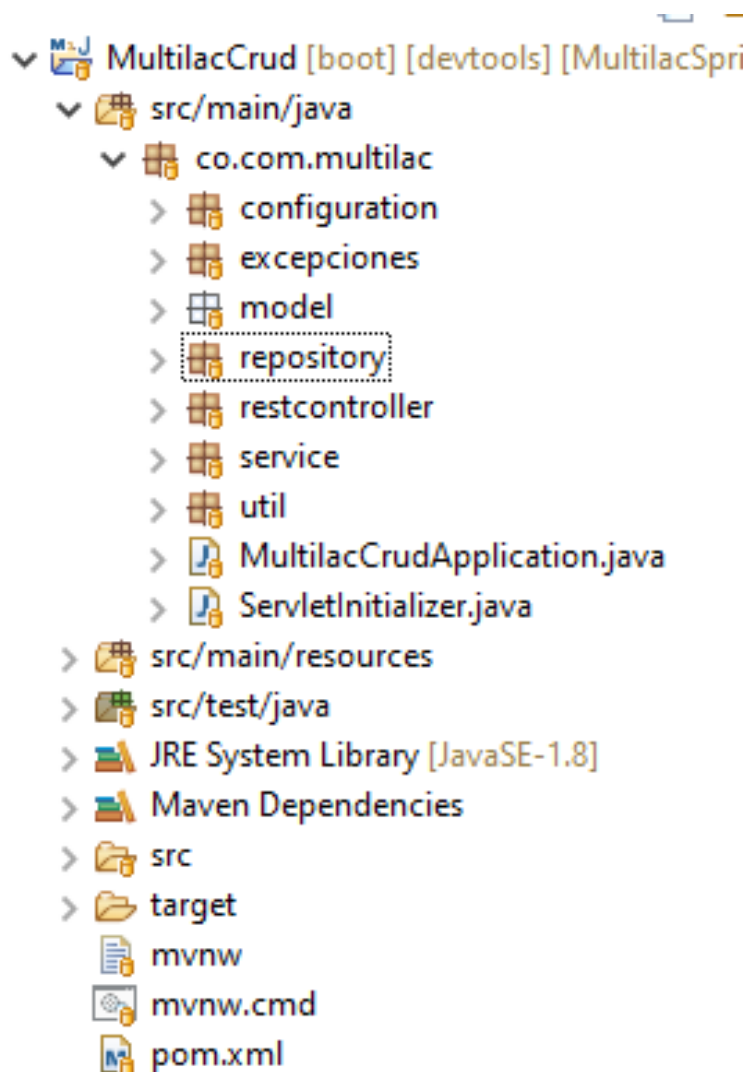 MultilacCrud [boot] [devtools] [MultilacSpri
src/main/java
co.com.multilac
configuration
excepciones
model
repository
restcontroller
service
util
MultilacCrudApplication.java
ServletInitializer.java
src/main/resources
src/test/java
JRE System Library [JavaSE-1.8]
Maven Dependencies
src
target
mvnw
mvnw.cmd
pom.xml